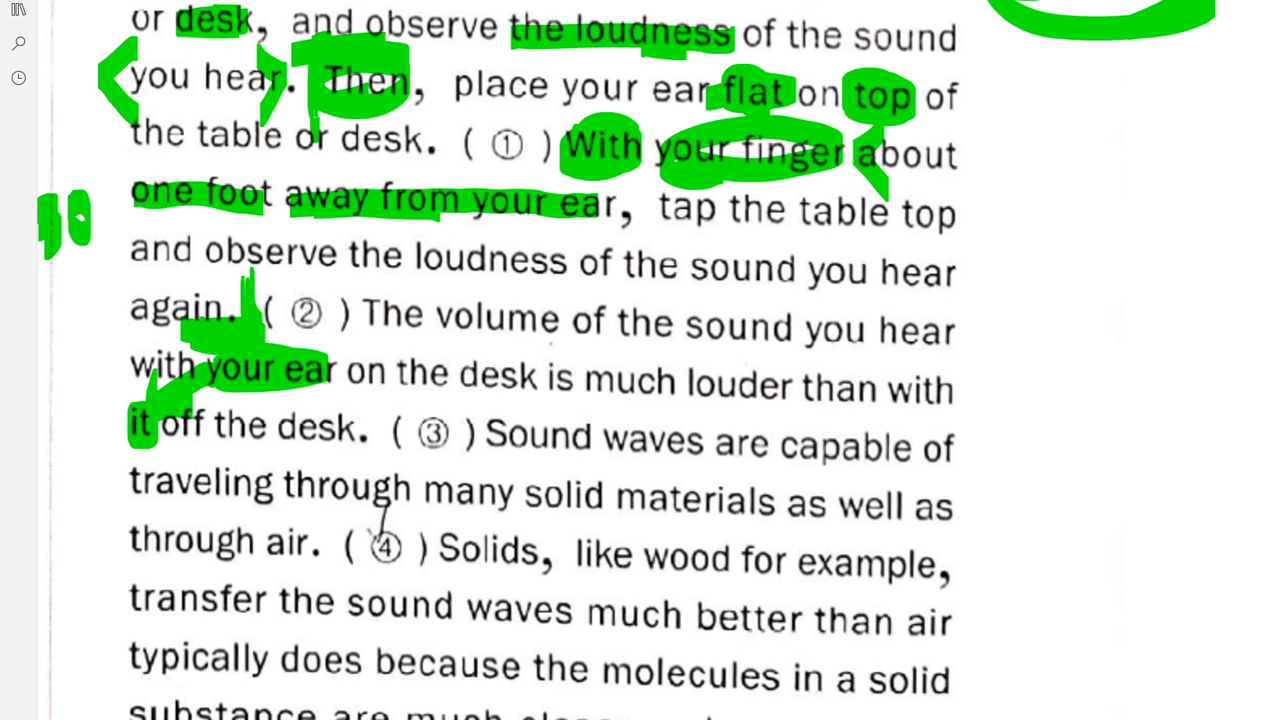 or desk, and observe the loudness of the sound
you hear. Then, place your ear flat on top of
the table or desk. ( ① ) With your finger about
one foot away from your ear, tap the table top
and observe the loudness of the sound you hear
again. ( ② ) The volume of the sound you hear
with your ear on the desk is much louder than with
it off the desk. ( ③ ) Sound waves are capable of
traveling through many solid materials as well as
through air. ( ④ ) Solids, like wood for example,
transfer the sound waves much better than air
typically does because the molecules in a solid
substance are much